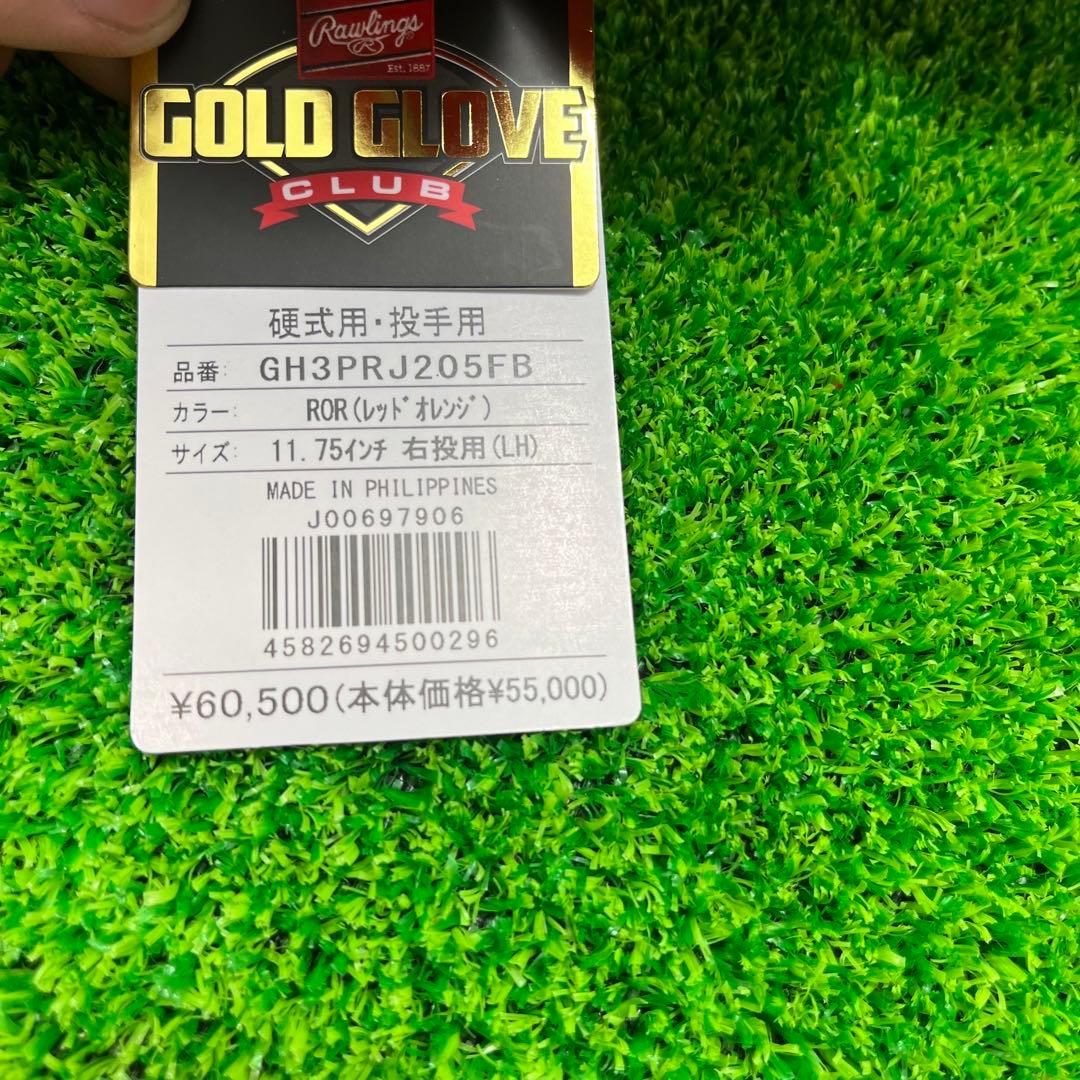 Rawlings
R
Est. 1887
GOLD GLOVE
CLUB
硬式用・投手用
品番: GH3PRJ205FB
カラー: ROR(レッドオレンジ)
サイズ: 11.75インチ 右投用(LH)
MADE IN PHILIPPINES
J00697906
4582694500296
¥60,500(本体価格¥55,000)